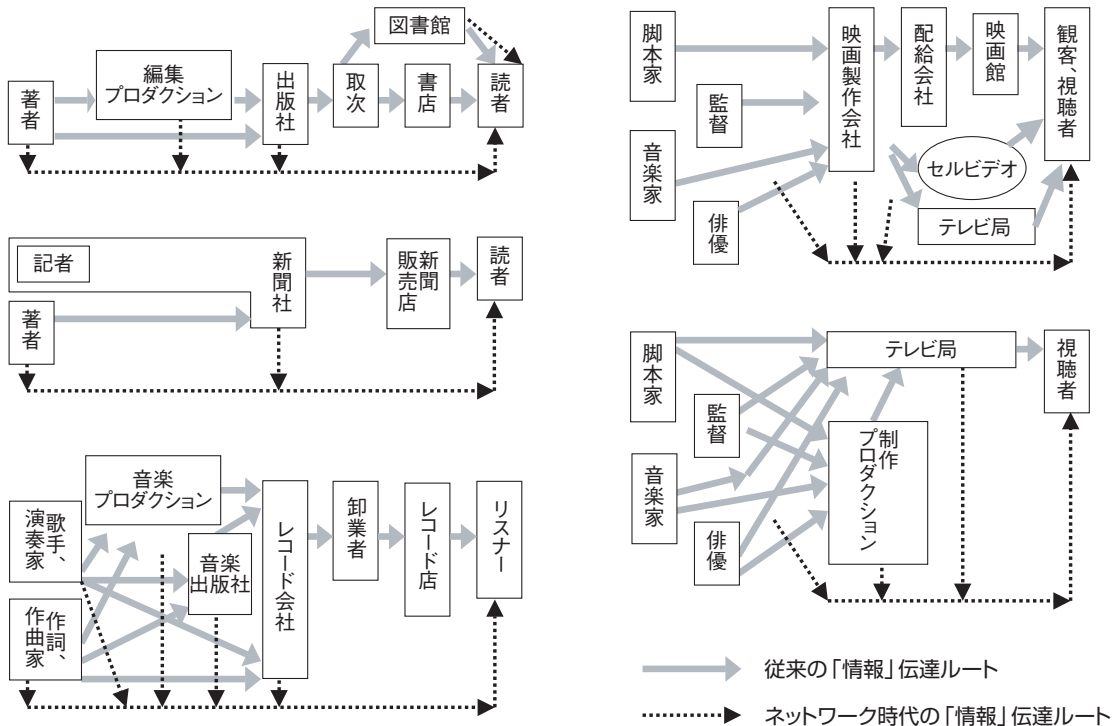 著者
編集
プロダクション
出版社
取次
図書館
書店
読者
記者
著者
新聞社
新聞
販売店
読者
歌手、
演奏家
作詞、
作曲家
音楽
プロダクション
音楽
出版社
レコード会社
卸業者
レコード店
リスナー
脚本家
監督
音楽家
俳優
映画製作会社
配給会社
映画館
観客、視聴者
セルビデオ
テレビ局
脚本家
監督
音楽家
俳優
テレビ局
制作
プロダクション
視聴者
従来の「情報」伝達ルート
ネットワーク時代の「情報」伝達ルート